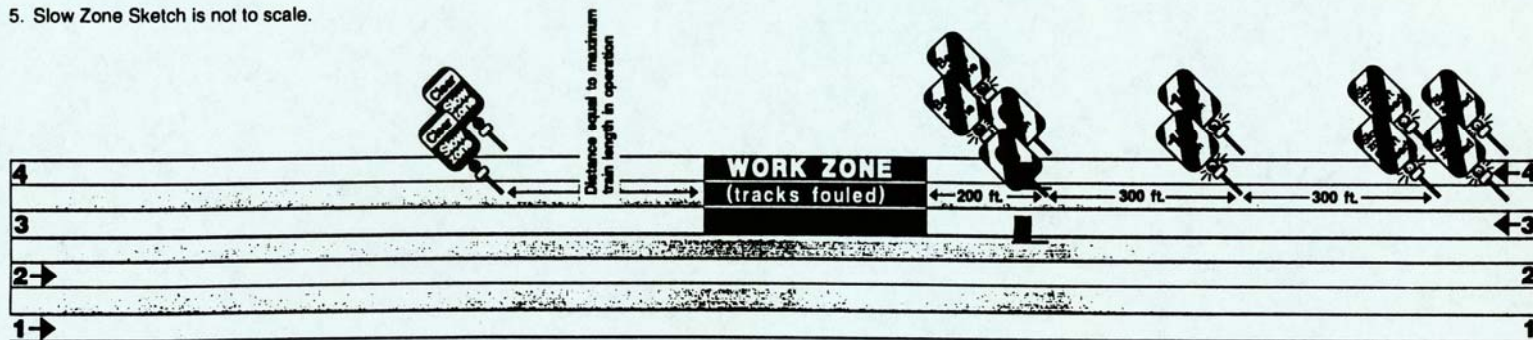 5. Slow Zone Sketch is not to scale.
Distance equal to maximum
train length in operation
Clear
Slow
zone
Clear
Slow
zone
4
WORK ZONE
(tracks fouled)
200 ft.
300 ft.
300 ft.
4
3
3
2
2
1
1